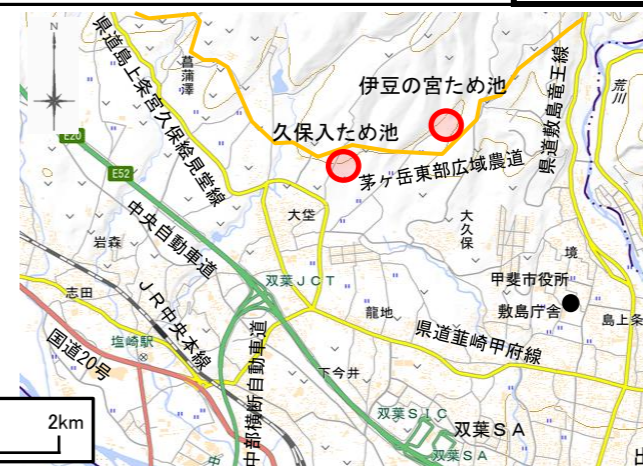 N
県道島上条宮久保絵見堂線
菖蒲澤
伊豆の宮ため池
久保入ため池
県道敷島竜王線
荒川
E20
E52
茅ヶ岳東部広域農道
中央自動車道
大垈
大久保
岩森
境
双葉JCT
甲斐市役所
敷島庁舎
島上条
志田
JR中央本線
龍地
塩崎駅
国道20号
県道韮崎甲府線
下今井
中部横断自動車道
双葉SIC
双葉SA
双葉SA
2km
中